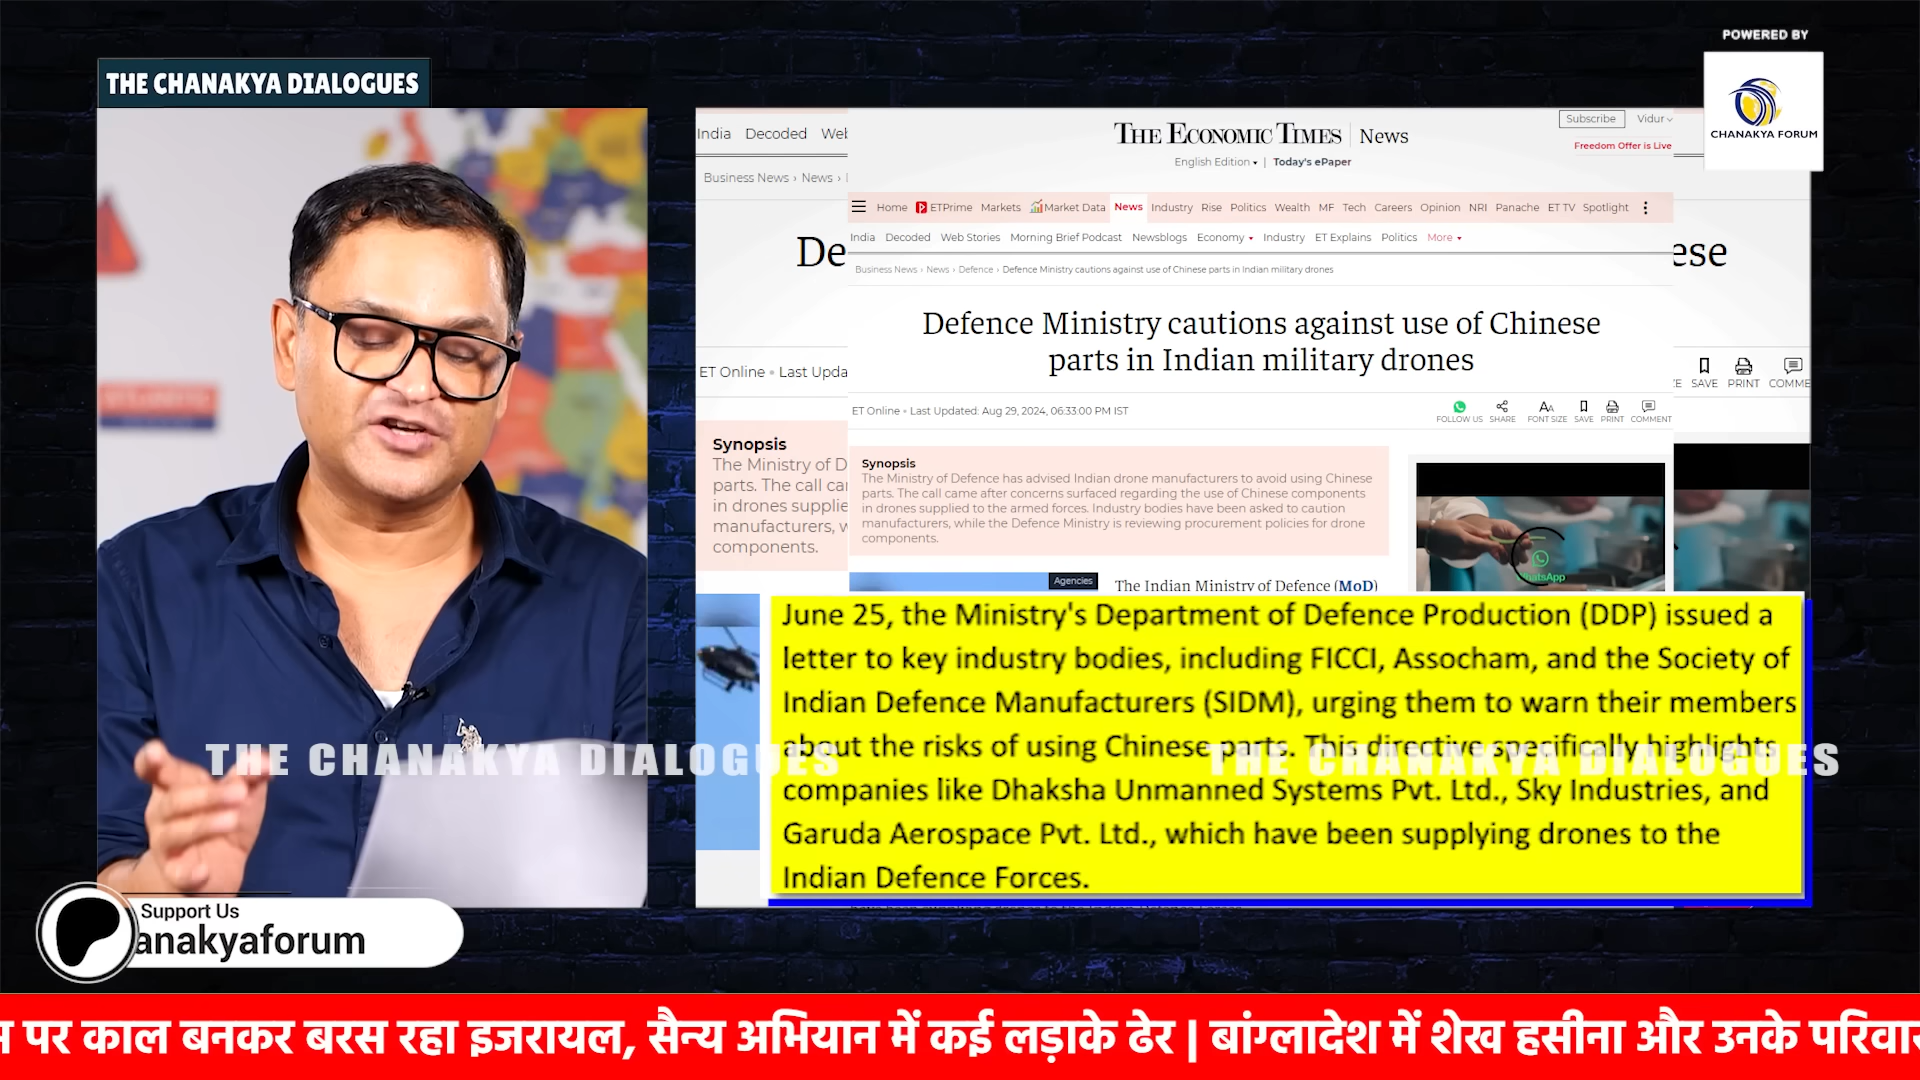 POWERED BY
CHANAKYA FORUM
THE CHANAKYA DIALOGUES
India Decoded
Business News › News ›
ET Online • Last Upda
Synopsis
The Ministry of D
in drones supplie
components.
SAVE PRINT COMME
THE ECONOMIC TIMES | News
English Edition | Today's ePaper
Subscribe Vidur
Freedom Offer is Live
Home ETPrime Markets Market Data News Industry Rise Politics Wealth MF Tech Careers Opinion NRI Panache ET TV Spotlight
India Decoded Web Stories Morning Brief Podcast Newsblogs Economy Industry ET Explains Politics More
Business News › News › Defence › Defence Ministry cautions against use of Chinese parts in Indian military drones
Defence Ministry cautions against use of Chinese
parts in Indian military drones
ET Online • Last Updated: Aug 29, 2024, 06:33:00 PM IST
FOLLOW US SHARE FONT SIZE SAVE PRINT COMMENT
Synopsis
The Ministry of Defence has advised Indian drone manufacturers to avoid using Chinese
parts. The call came after concerns surfaced regarding the use of Chinese components
in drones supplied to the armed forces. Industry bodies have been asked to caution
manufacturers, while the Defence Ministry is reviewing procurement policies for drone
components.
Agencies
The Indian Ministry of Defence (MoD)
WhatsApp
June 25, the Ministry's Department of Defence Production (DDP) issued a
letter to key industry bodies, including FICCI, Assocham, and the Society of
Indian Defence Manufacturers (SIDM), urging them to warn their members
about the risks of using Chinese parts. This directive specifically highlights
companies like Dhaksha Unmanned Systems Pvt. Ltd., Sky Industries, and
Garuda Aerospace Pvt. Ltd., which have been supplying drones to the
Indian Defence Forces.
THE CHANAKYA DIALOGUES
THE CHANAKYA DIALOGUES
Support Us
anakyaforum
पर काल बनकर बरस रहा इजरायल, सैन्य अभियान में कई लड़ाके ढेर | बांग्लादेश में शेख हसीना और उनके परिवा